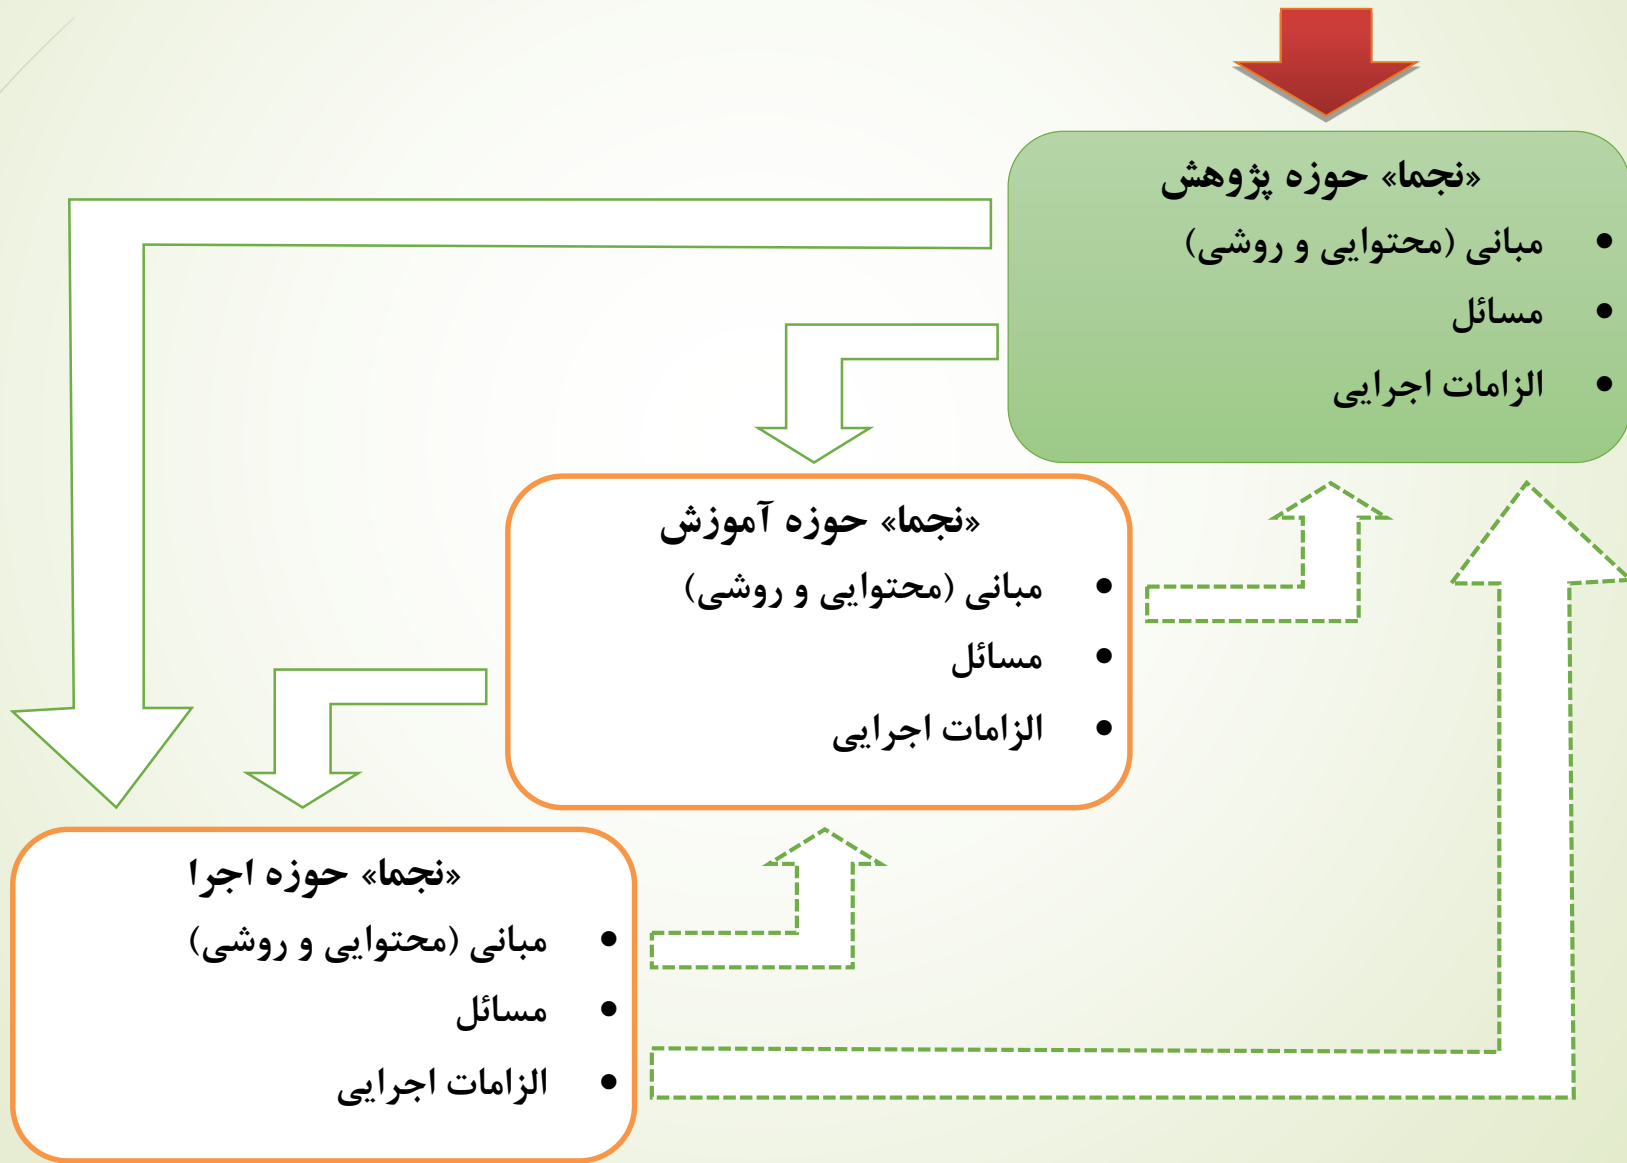 «نجما» حوزه پژوهش
• مبانی (محتوایی و روشی)
• مسائل
• الزامات اجرایی
«نجما» حوزه آموزش
• مبانی (محتوایی و روشی)
• مسائل
• الزامات اجرایی
«نجما» حوزه اجرا
• مبانی (محتوایی و روشی)
• مسائل
• الزامات اجرایی